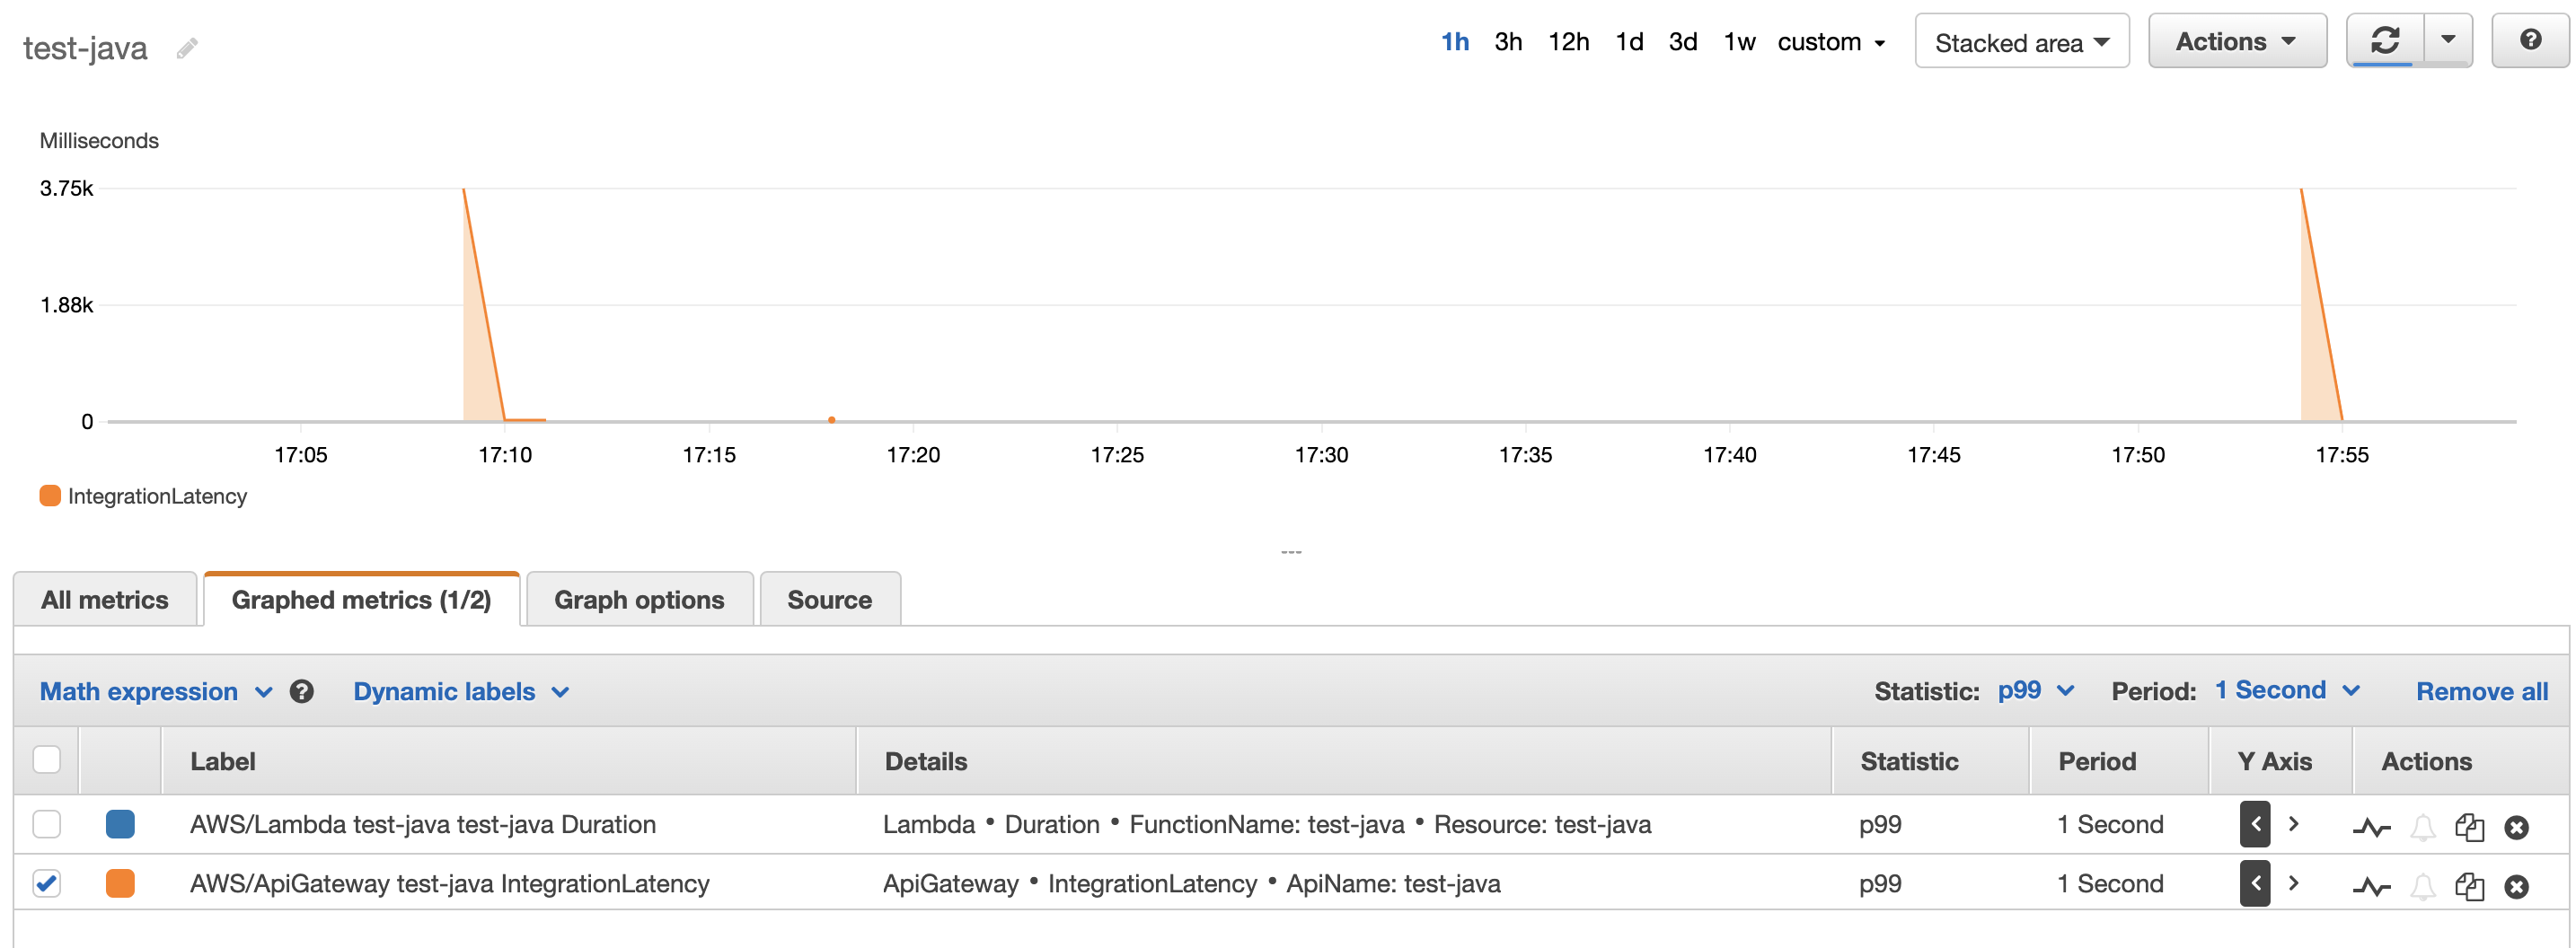 test-java
1h 3h 12h 1d 3d 1w custom Stacked area Actions
Milliseconds
3.75k
1.88k
0
17:05 17:10 17:15 17:20 17:25 17:30 17:35 17:40 17:45 17:50 17:55
IntegrationLatency
All metrics Graphed metrics (1/2) Graph options Source
Math expression Dynamic labels Statistic: p99 Period: 1 Second Remove all
Label Details Statistic Period Y Axis Actions
AWS/Lambda test-java test-java Duration Lambda • Duration • FunctionName: test-java • Resource: test-java p99 1 Second
AWS/ApiGateway test-java IntegrationLatency ApiGateway • IntegrationLatency • ApiName: test-java p99 1 Second